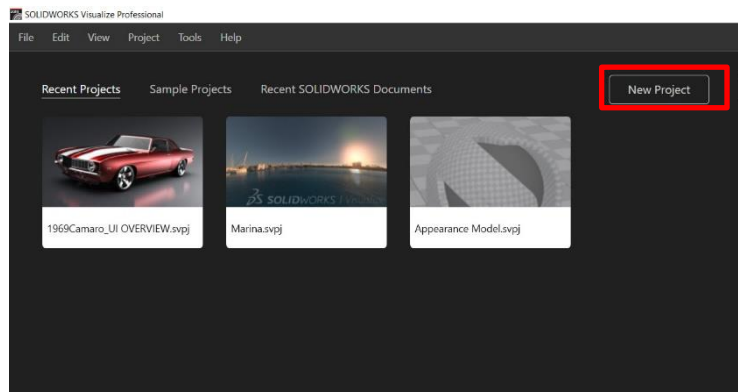 SOLIDWORKS Visualize Professional
File Edit View Project Tools Help
Recent Projects Sample Projects Recent SOLIDWORKS Documents New Project
SOLIDWORKS
1969Camaro_UI OVERVIEW.svpj Marina.svpj Appearance Model.svpj